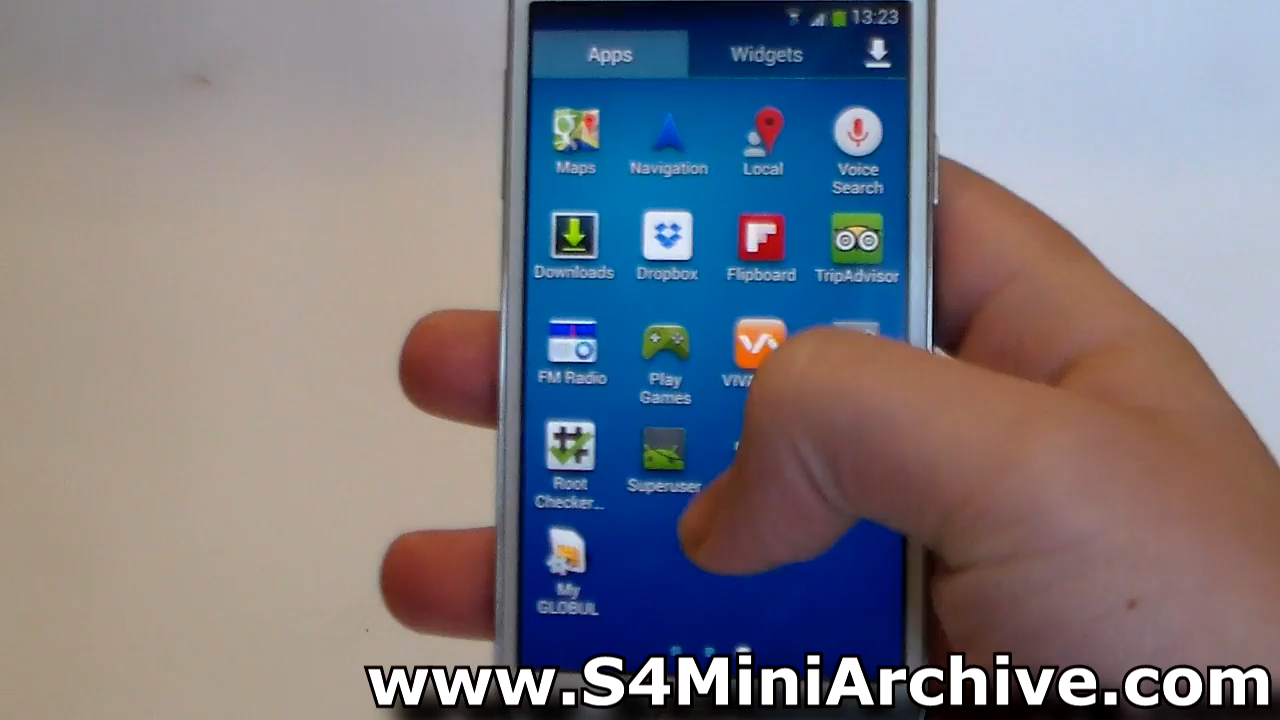 13:23
Apps Widgets
Maps Navigation Local Voice
Search
Downloads Dropbox Flipboard TripAdvisor
FM Radio Play
Games
Root
Checker...
Superuser
My
GLOBUL
www.S4MiniArchive.com